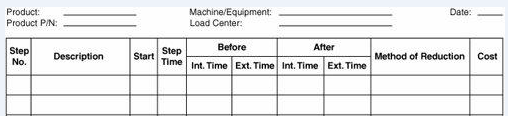 Product: Machine/Equipment: Date:
Product P/N: Load Center:
Step No. Description Start Step Time Before After Method of Reduction Cost
Int. Time Ext. Time Int. Time Ext. Time